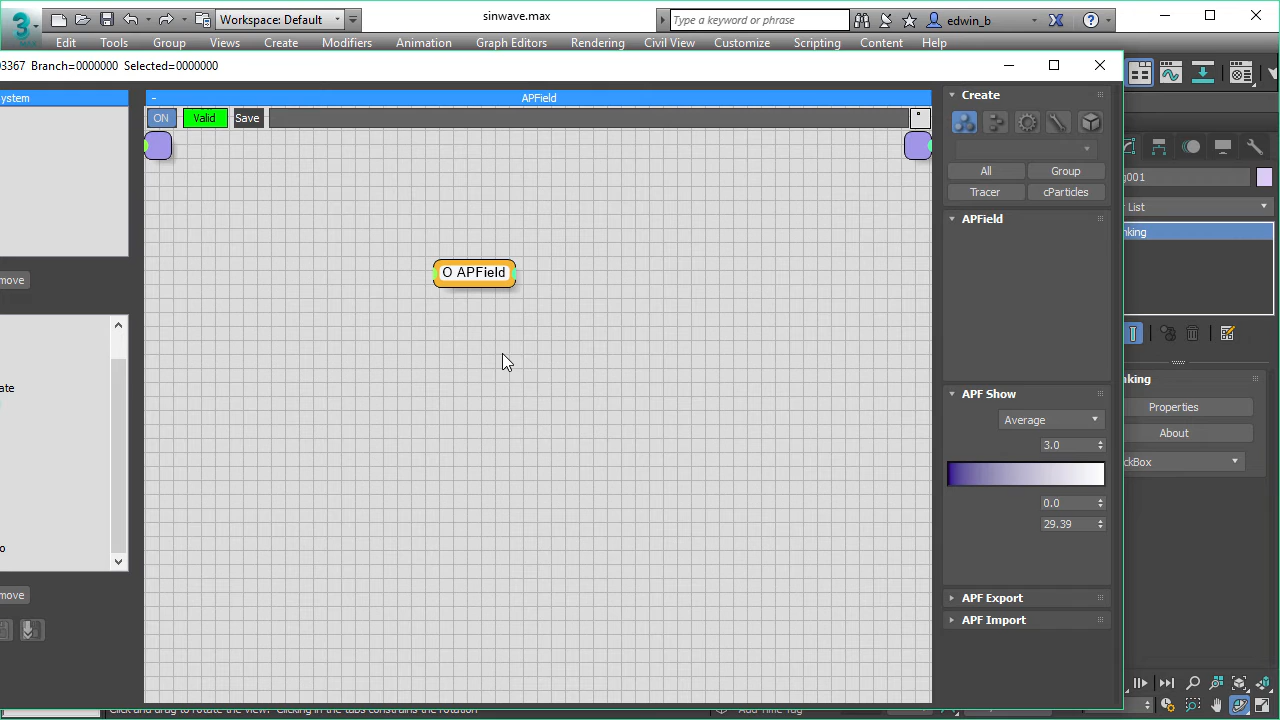 3
MAX
Workspace: Default
sinwave.max
Type a keyword or phrase
edwin_b
Edit Tools Group Views Create Modifiers Animation Graph Editors Rendering Civil View Customize Scripting Content Help
03367 Branch=0000000 Selected=0000000
ystem
- APField
ON Valid Save
Create
All Group
Tracer cParticles
APField
O APField
APF Show
Average
3.0
0.0
29.39
APF Export
APF Import
move
ate
o
move
g001
r List
nking
nking
Properties
About
ckBox
Click and drag to rotate the view. Clicking in the tabs constrains the rotation
Add Time Tag